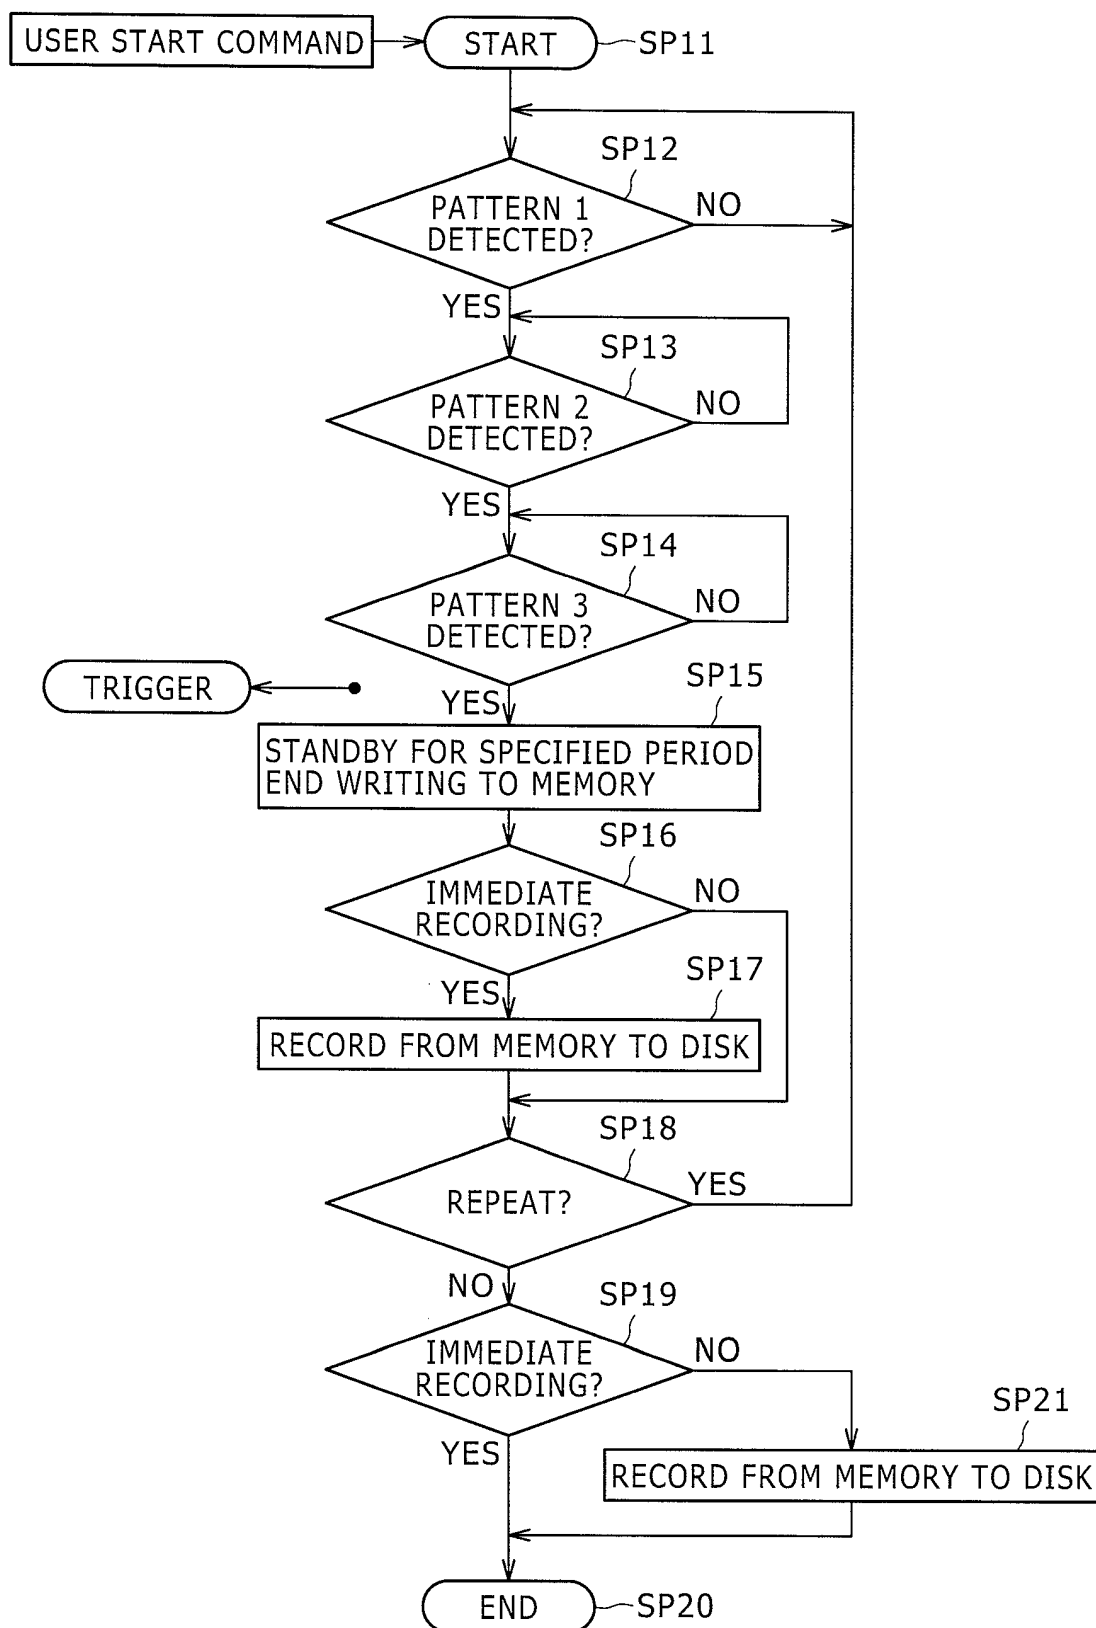 USER START COMMAND
START
SP11
SP12
PATTERN 1
DETECTED?
NO
YES
SP13
PATTERN 2
DETECTED?
NO
YES
SP14
PATTERN 3
DETECTED?
NO
TRIGGER
YES
SP15
STANDBY FOR SPECIFIED PERIOD
END WRITING TO MEMORY
SP16
IMMEDIATE
RECORDING?
NO
YES
SP17
RECORD FROM MEMORY TO DISK
SP18
REPEAT?
YES
NO
SP19
IMMEDIATE
RECORDING?
NO
YES
SP21
RECORD FROM MEMORY TO DISK
END
SP20